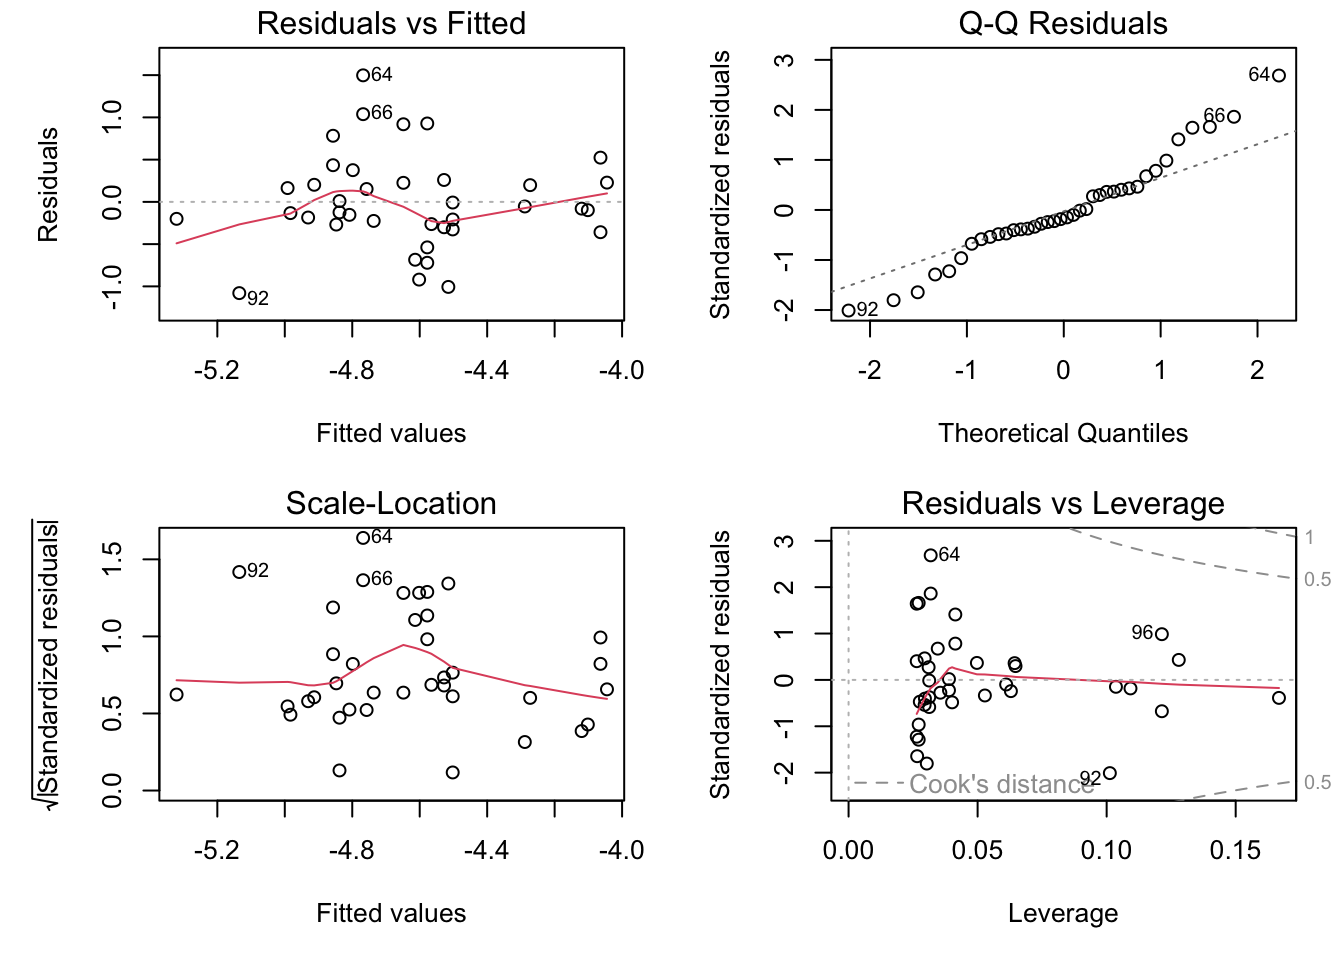 Residuals vs Fitted
Residuals
1.0
0.0
-1.0
64
66
92
-5.2 -4.8 -4.4 -4.0
Fitted values
Q-Q Residuals
Standardized residuals
3
2
1
0
-1
-2
64
66
92
-2 -1 0 1 2
Theoretical Quantiles
Scale-Location
√|Standardized residuals|
1.5
1.0
0.5
0.0
64
92
66
-5.2 -4.8 -4.4 -4.0
Fitted values
Residuals vs Leverage
Standardized residuals
3
2
1
0
-1
-2
1
0.5
64
96
92
Cook's distance
0.5
0.00 0.05 0.10 0.15
Leverage